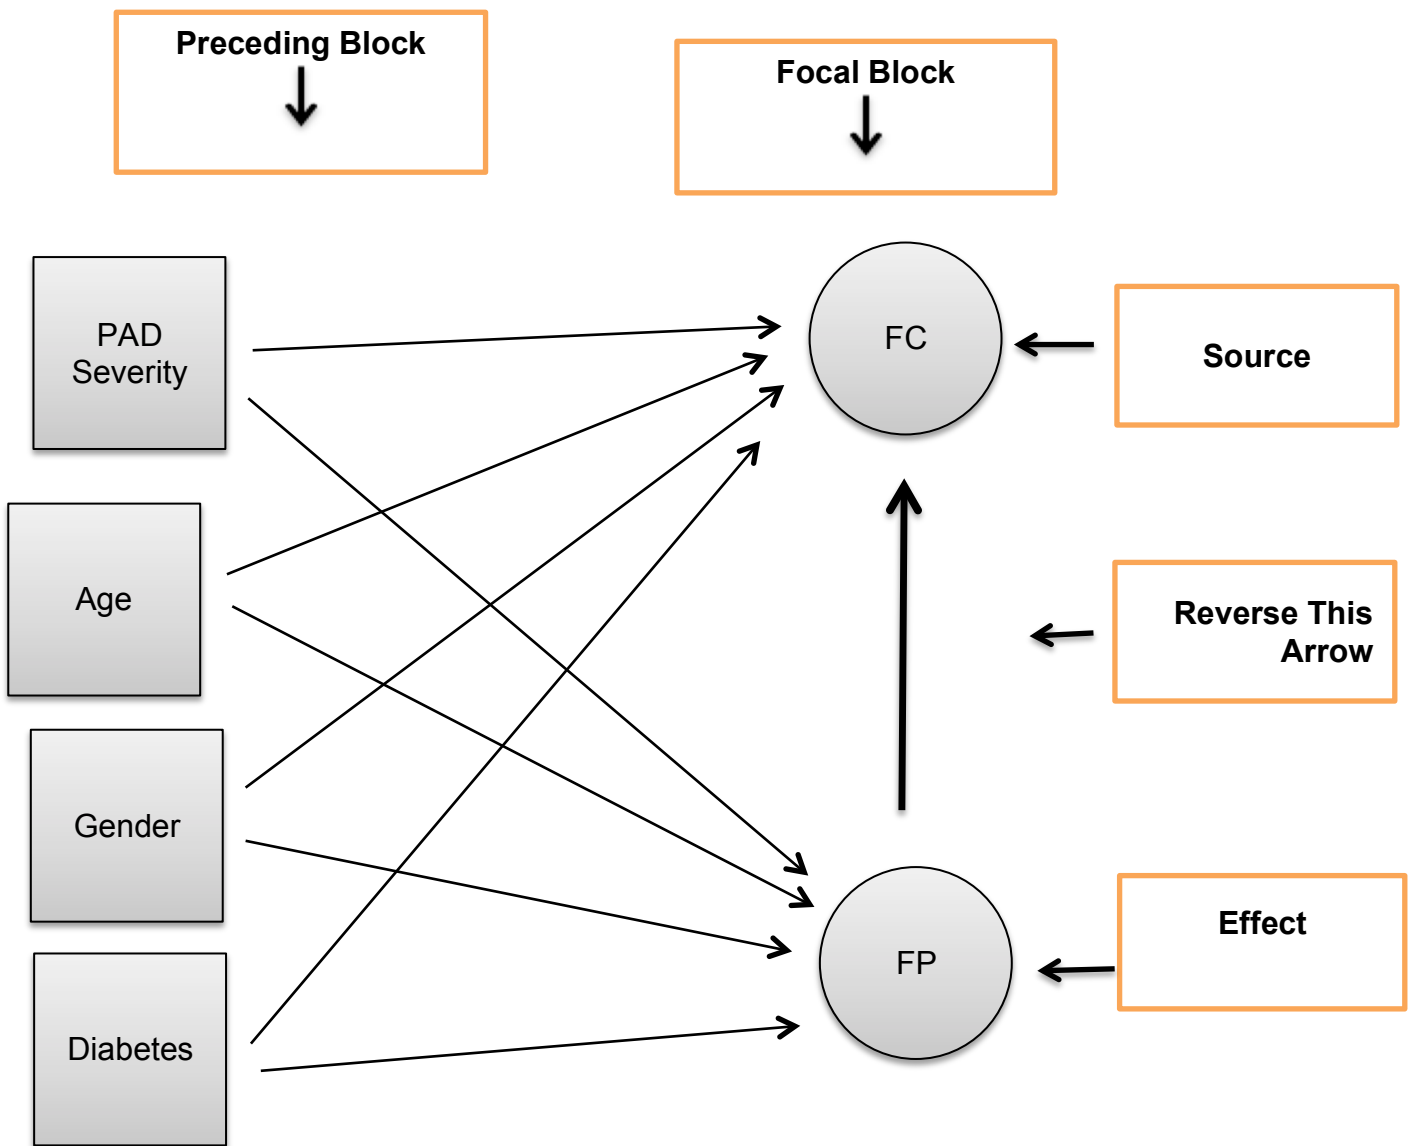 Preceding Block
Focal Block
PAD
Severity
FC
Source
Age
Reverse This
Arrow
Gender
FP
Effect
Diabetes